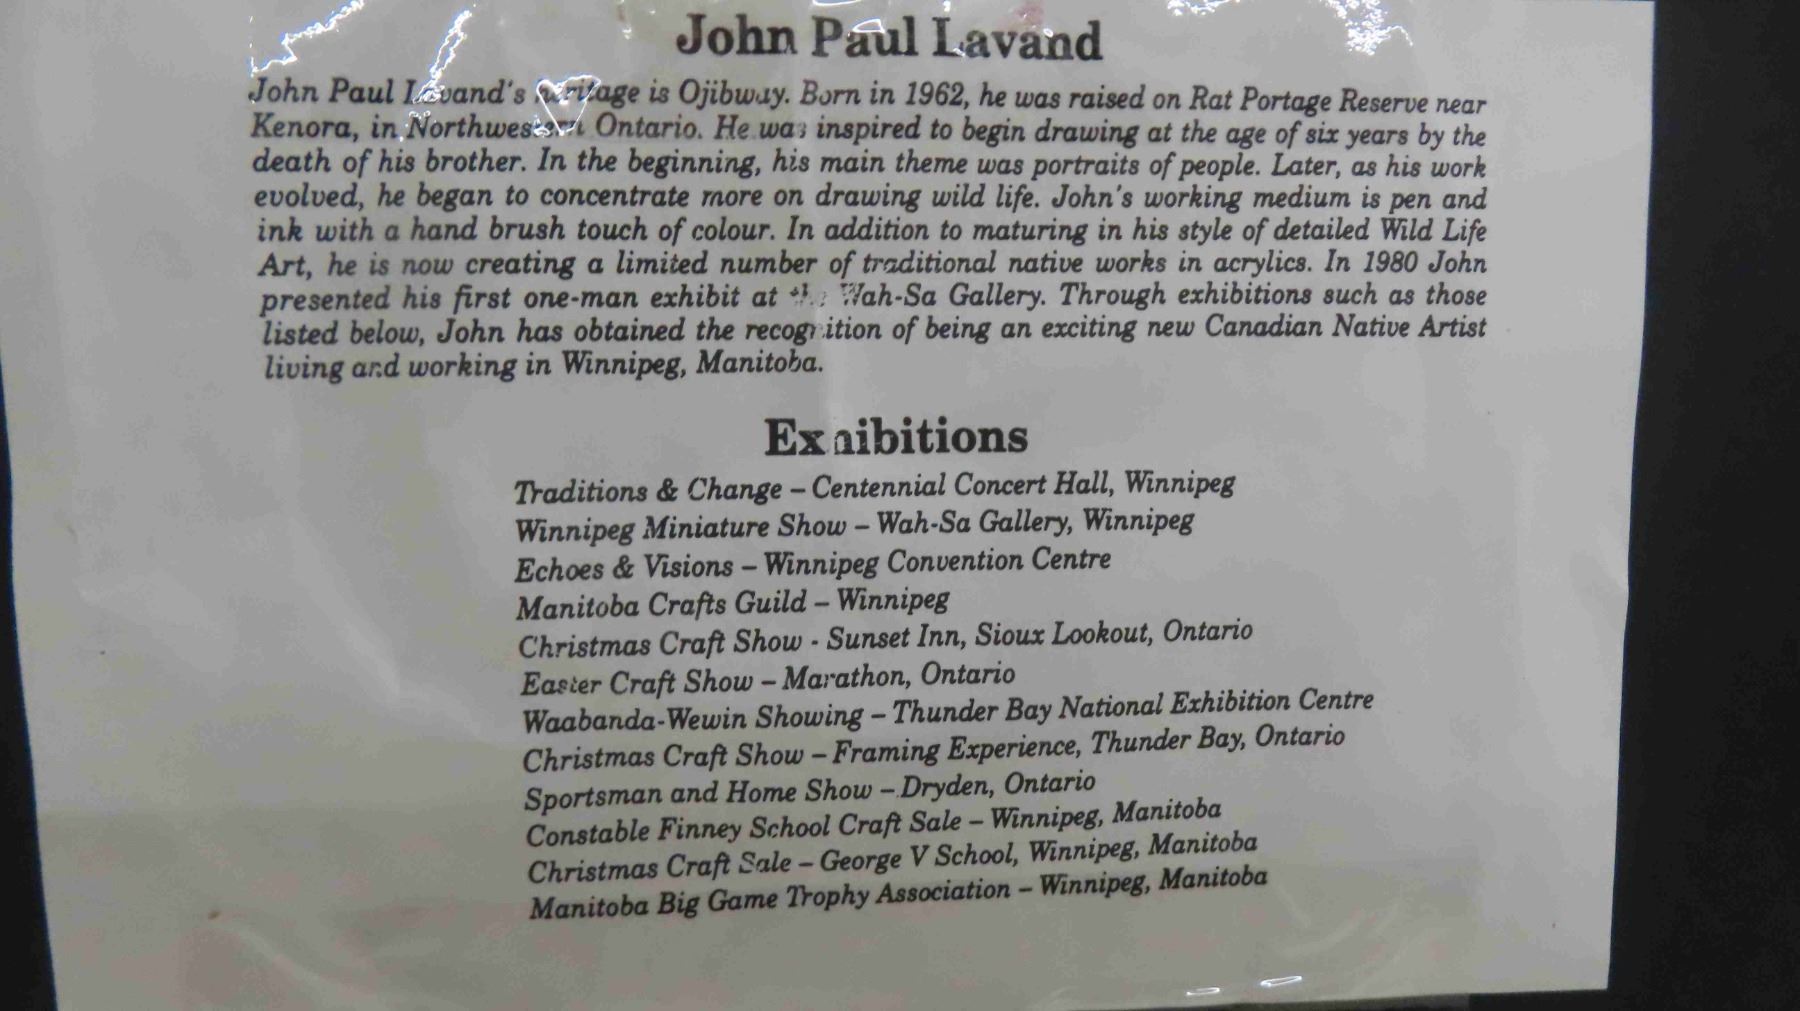 John Paul Lavand
John Paul Lavand's heritage is Ojibway. Born in 1962, he was raised on Rat Portage Reserve near
Kenora, in Northwestern Ontario. He was inspired to begin drawing at the age of six years by the
death of his brother. In the beginning, his main theme was portraits of people. Later, as his work
evolved, he began to concentrate more on drawing wild life. John's working medium is pen and
ink with a hand brush touch of colour. In addition to maturing in his style of detailed Wild Life
Art, he is now creating a limited number of traditional native works in acrylics. In 1980 John
presented his first one-man exhibit at the Wah-Sa Gallery. Through exhibitions such as those
listed below, John has obtained the recognition of being an exciting new Canadian Native Artist
living and working in Winnipeg, Manitoba.
Exhibitions
Traditions & Change – Centennial Concert Hall, Winnipeg
Winnipeg Miniature Show – Wah-Sa Gallery, Winnipeg
Echoes & Visions – Winnipeg Convention Centre
Manitoba Crafts Guild – Winnipeg
Christmas Craft Show - Sunset Inn, Sioux Lookout, Ontario
Easter Craft Show – Marathon, Ontario
Waabanda-Wewin Showing – Thunder Bay National Exhibition Centre
Christmas Craft Show – Framing Experience, Thunder Bay, Ontario
Sportsman and Home Show – Dryden, Ontario
Constable Finney School Craft Sale – Winnipeg, Manitoba
Christmas Craft Sale – George V School, Winnipeg, Manitoba
Manitoba Big Game Trophy Association – Winnipeg, Manitoba